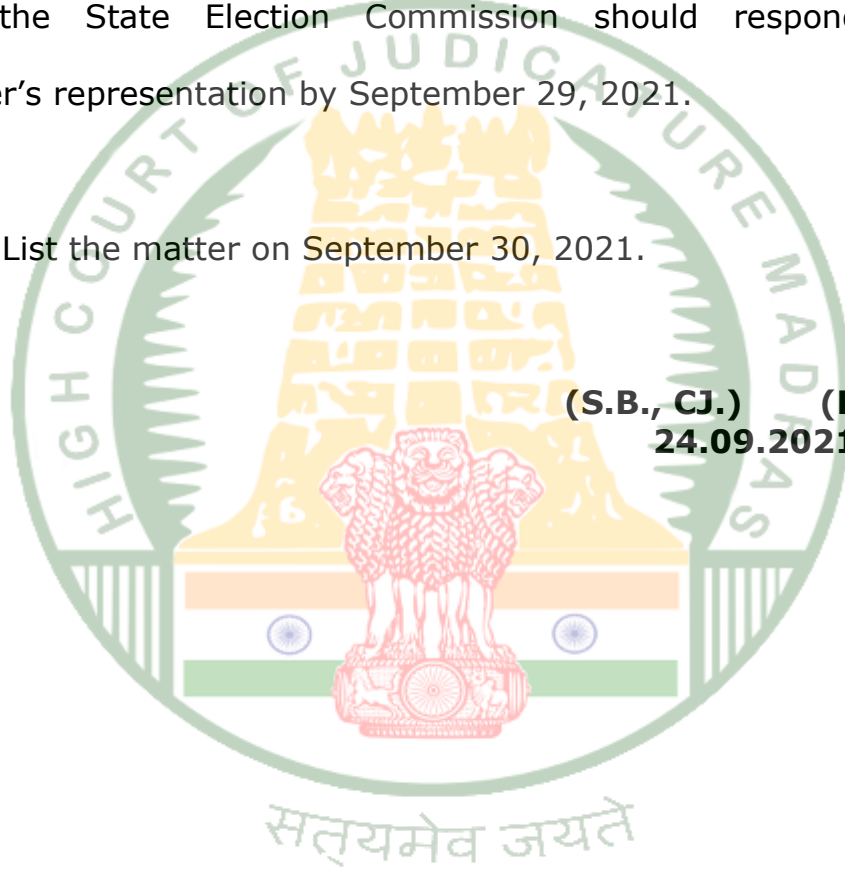 the State Election Commission should respon
er's representation by September 29, 2021.
List the matter on September 30, 2021.
(S.B., CJ.) (
24.09.2021
HIGH COURT OF JUDICATURE MADRAS
सत्यमेव जयते